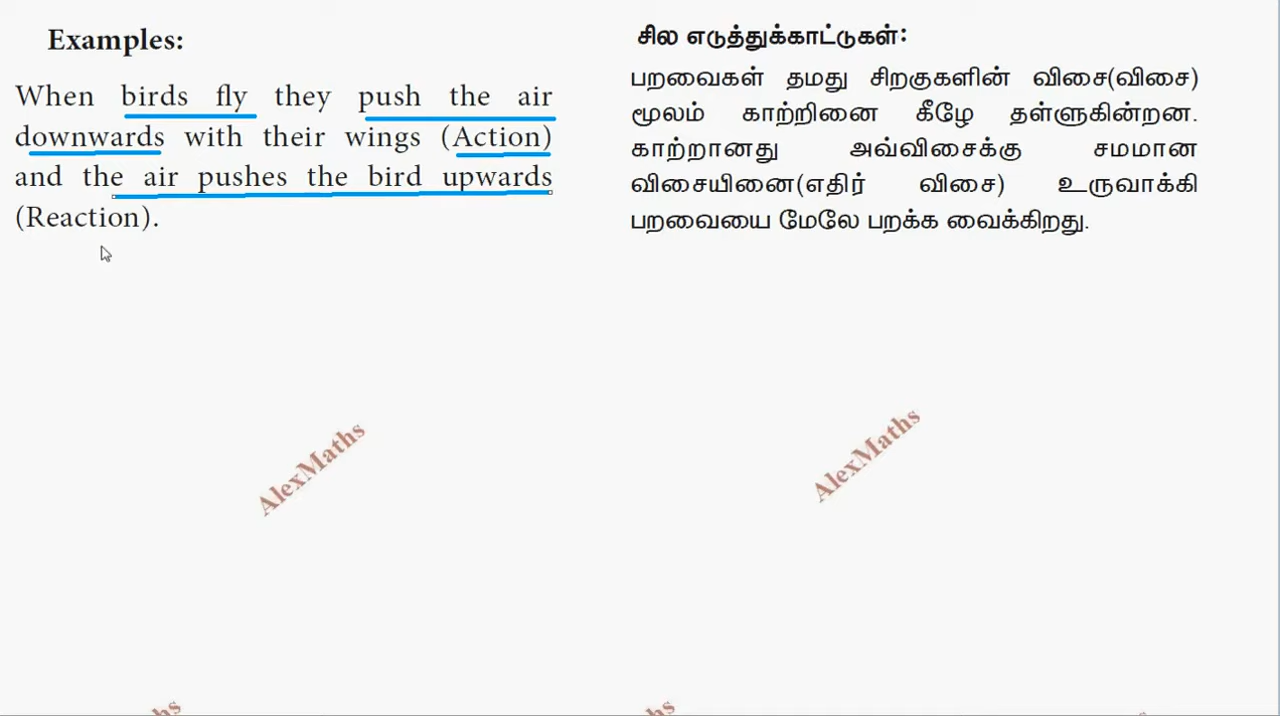 Examples:
When birds fly they push the air
downwards with their wings (Action)
and the air pushes the bird upwards
(Reaction).
சில எடுத்துக்காட்டுகள்:
பறவைகள் தமது சிறகுகளின் விசை(விசை)
மூலம் காற்றினை கீழே தள்ளுகின்றன.
காற்றானது அவ்விசைக்கு சமமான
விசையினை(எதிர் விசை) உருவாக்கி
பறவையை மேலே பறக்க வைக்கிறது.
AlexMaths
AlexMaths